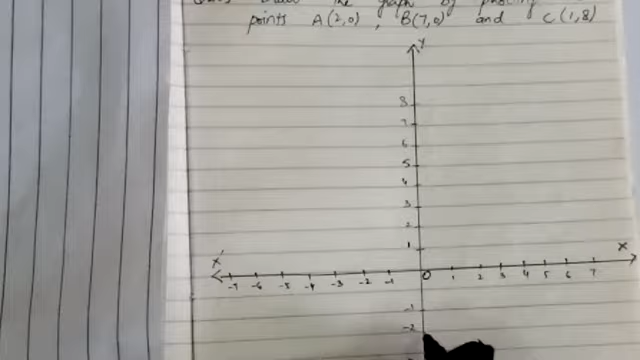 the graph by
points A(2,0), B(7,0) and C(1,8)
Y
8
7
6
5
4
3
2
1
X' X
-7 -6 -5 -4 -3 -2 -1 0 1 2 3 4 5 6 7
-1
-2